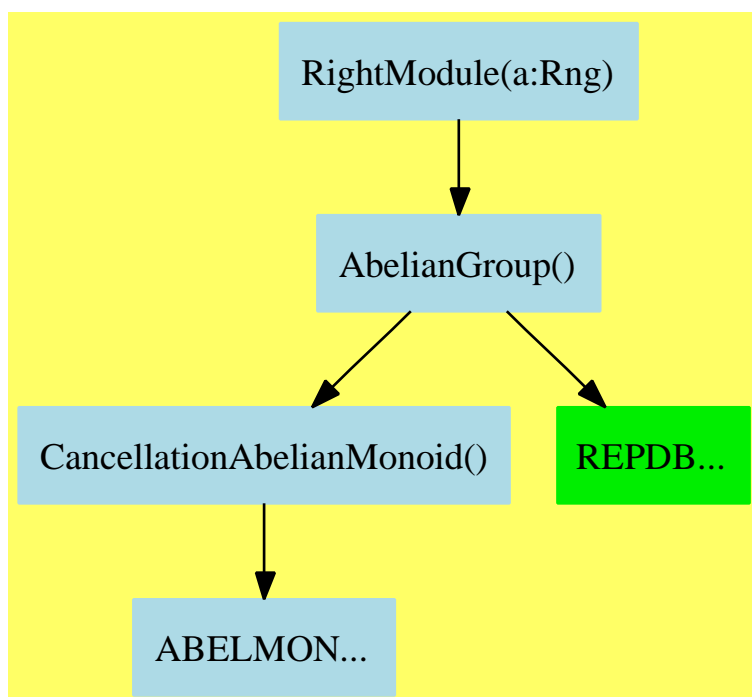 RightModule(a:Rng)
AbelianGroup()
CancellationAbelianMonoid()
REPDB...
ABELMON...